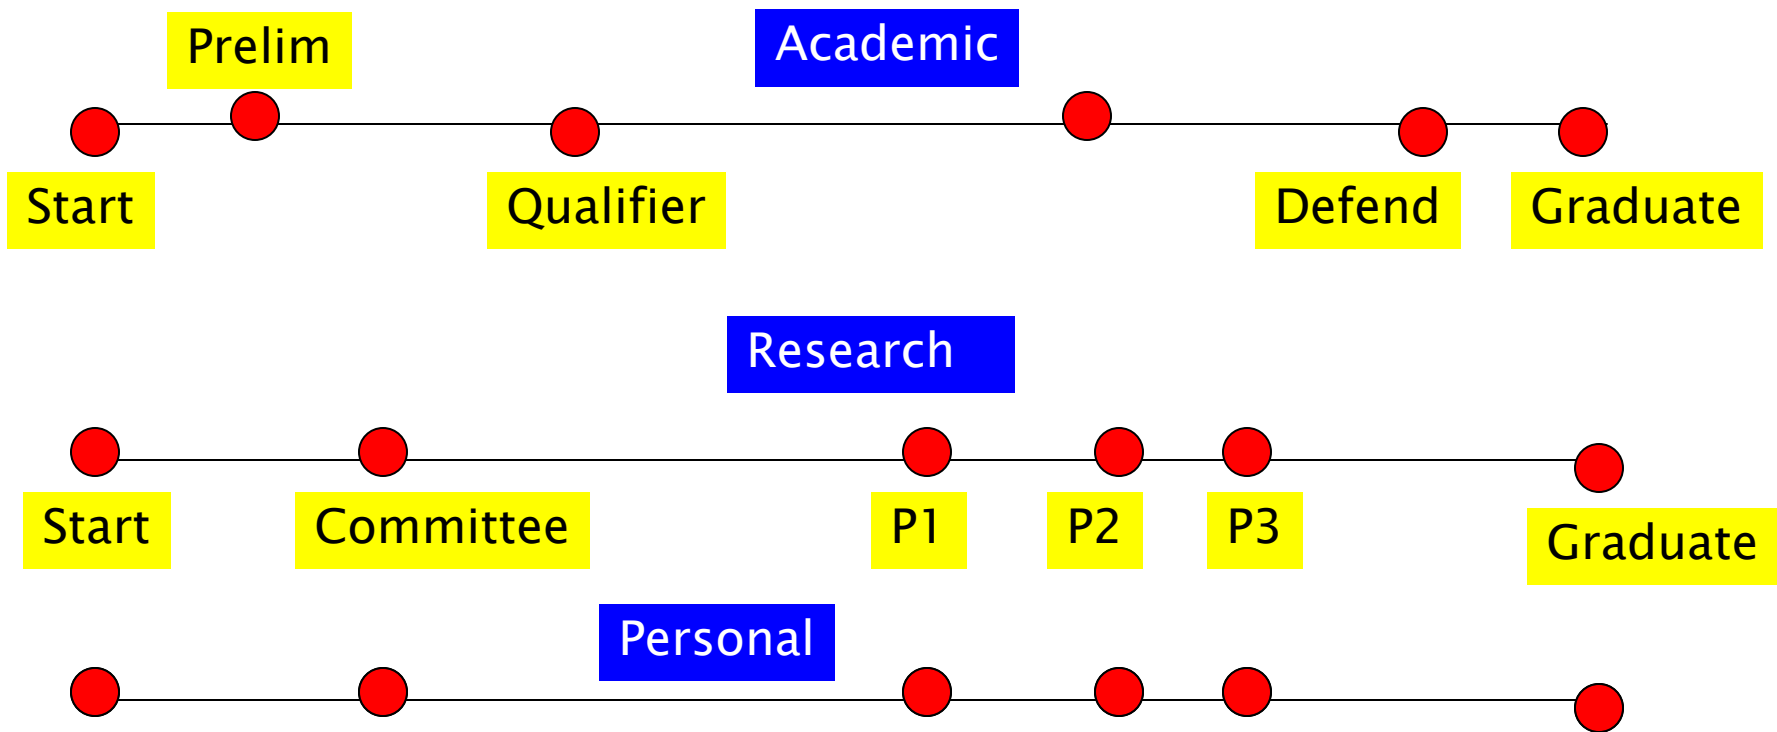 Prelim
Academic
Start
Qualifier
Defend
Graduate
Research
Start
Committee
P1
P2
P3
Graduate
Personal